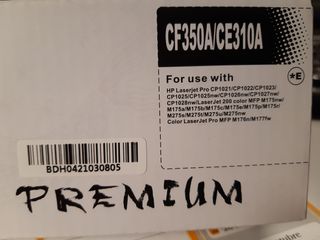 CF350A/CE310A
For use with
*E
HP Laserjet Pro CP1021/CP1022/CP1023/
CP1025/CP1025nw/CP1026nw/CP1027nw/
CP1028nw/LaserJet 200 color MFP M175nw/
M175a/M175b/M175c/M175e/M175p/M175r/
M275s/M275t/M275u/M275nw
Color LaserJet Pro MFP M176n/M177fw
BDH0421030805
PREMIUM